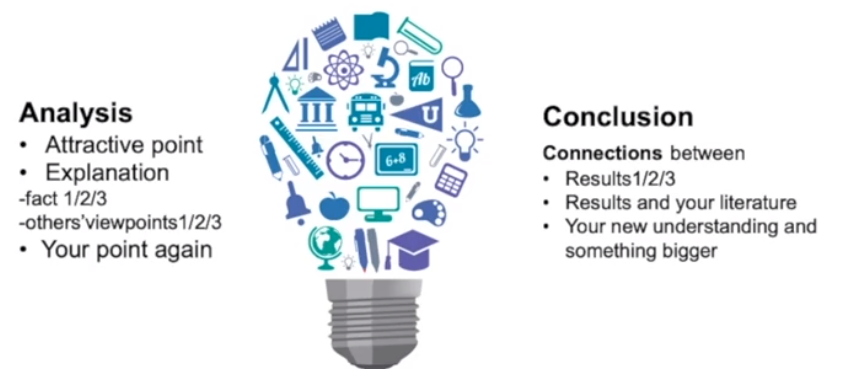 Analysis
• Attractive point
• Explanation
-fact 1/2/3
-others'viewpoints1/2/3
• Your point again
Ab
U
6+8
Conclusion
Connections between
• Results1/2/3
• Results and your literature
• Your new understanding and
something bigger